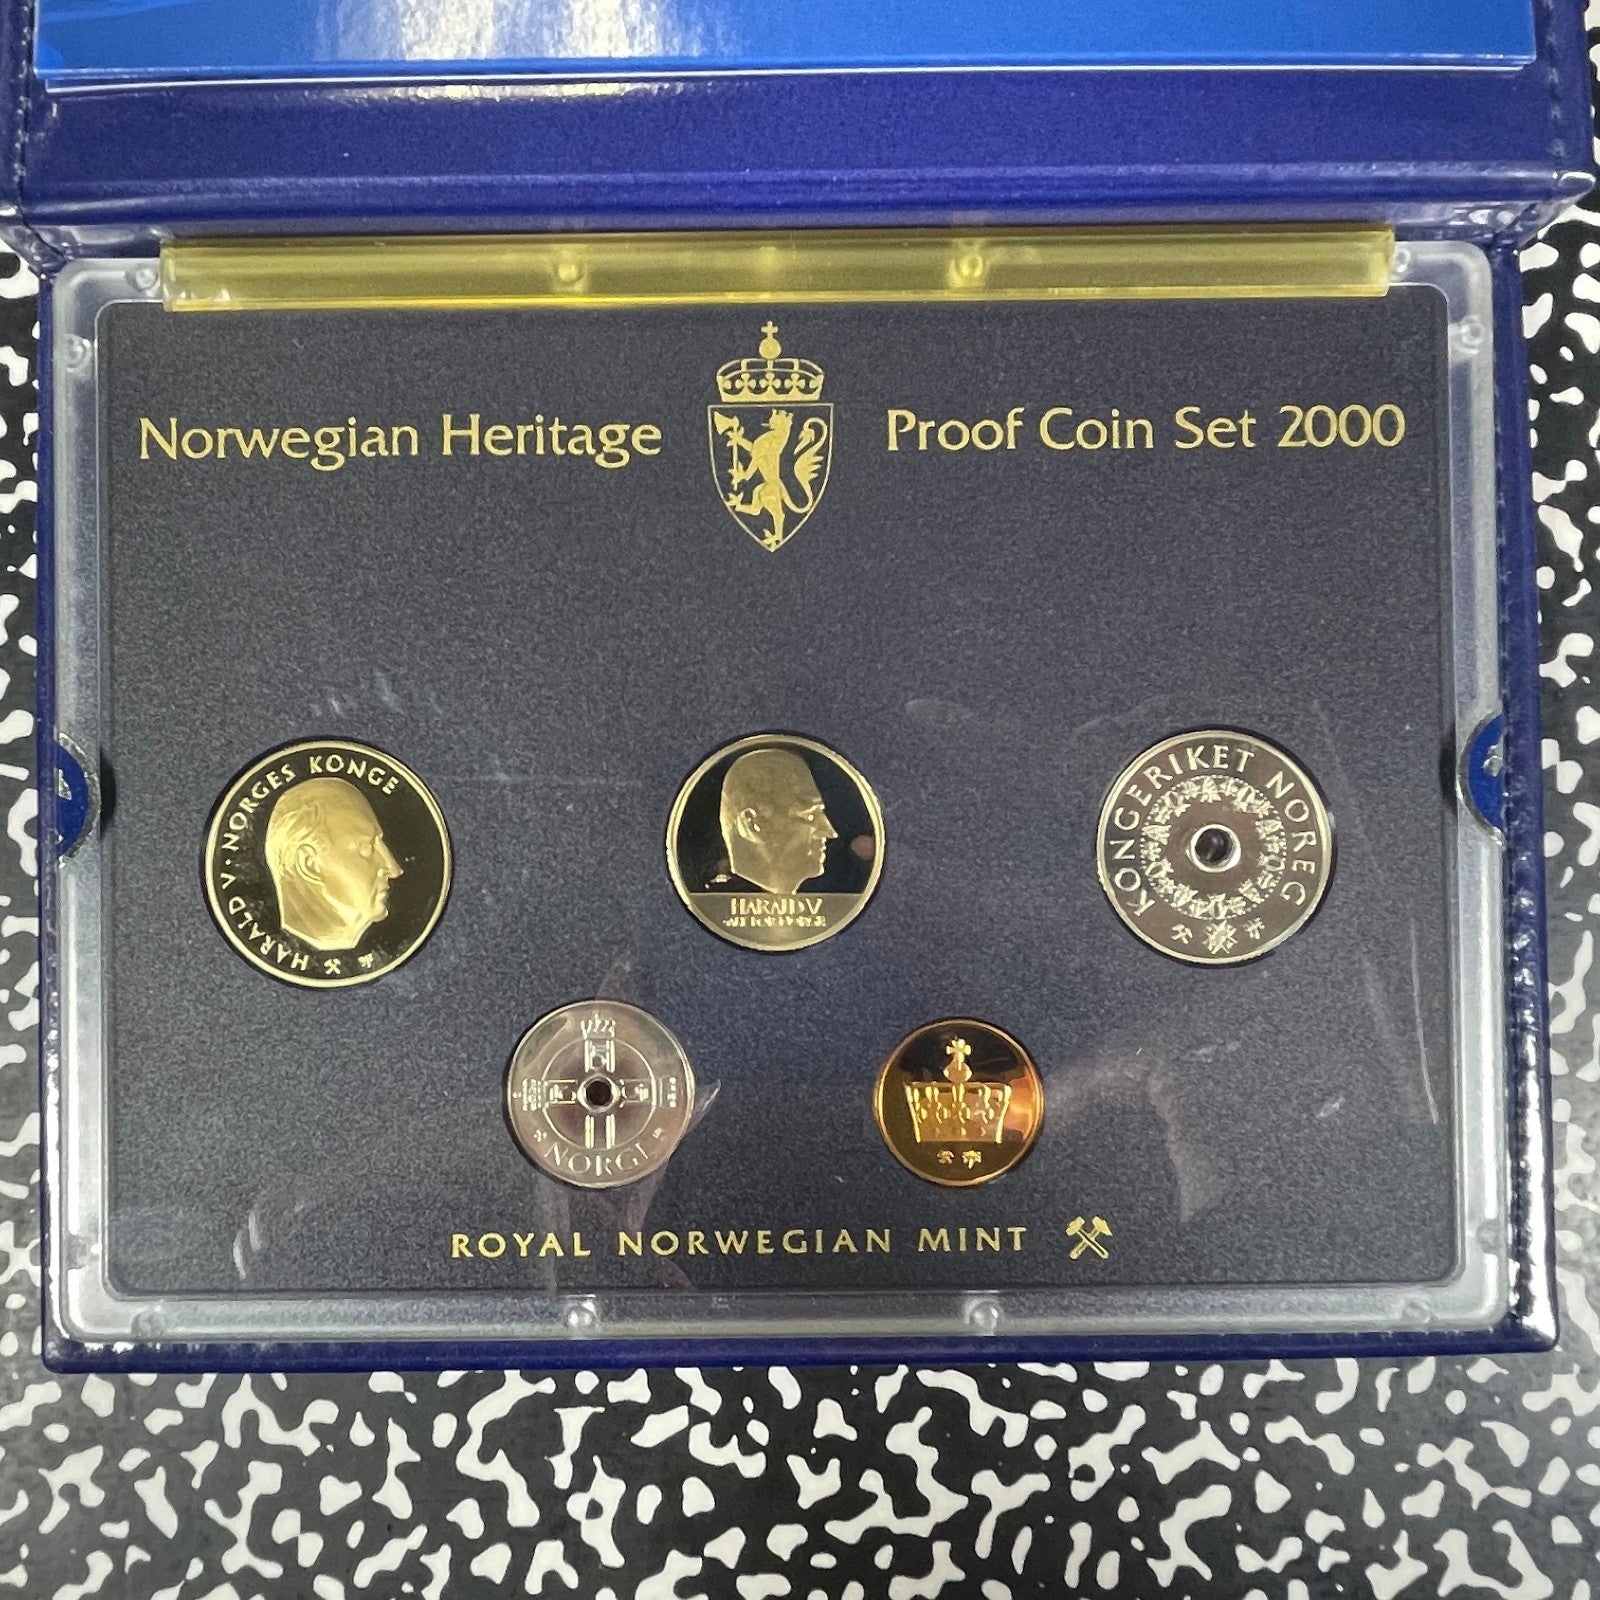 Norwegian Heritage Proof Coin Set 2000
HARALD V · NORGES KONGE
HARALD V
KONGERIKET NOREG
NORGE
ROYAL NORWEGIAN MINT